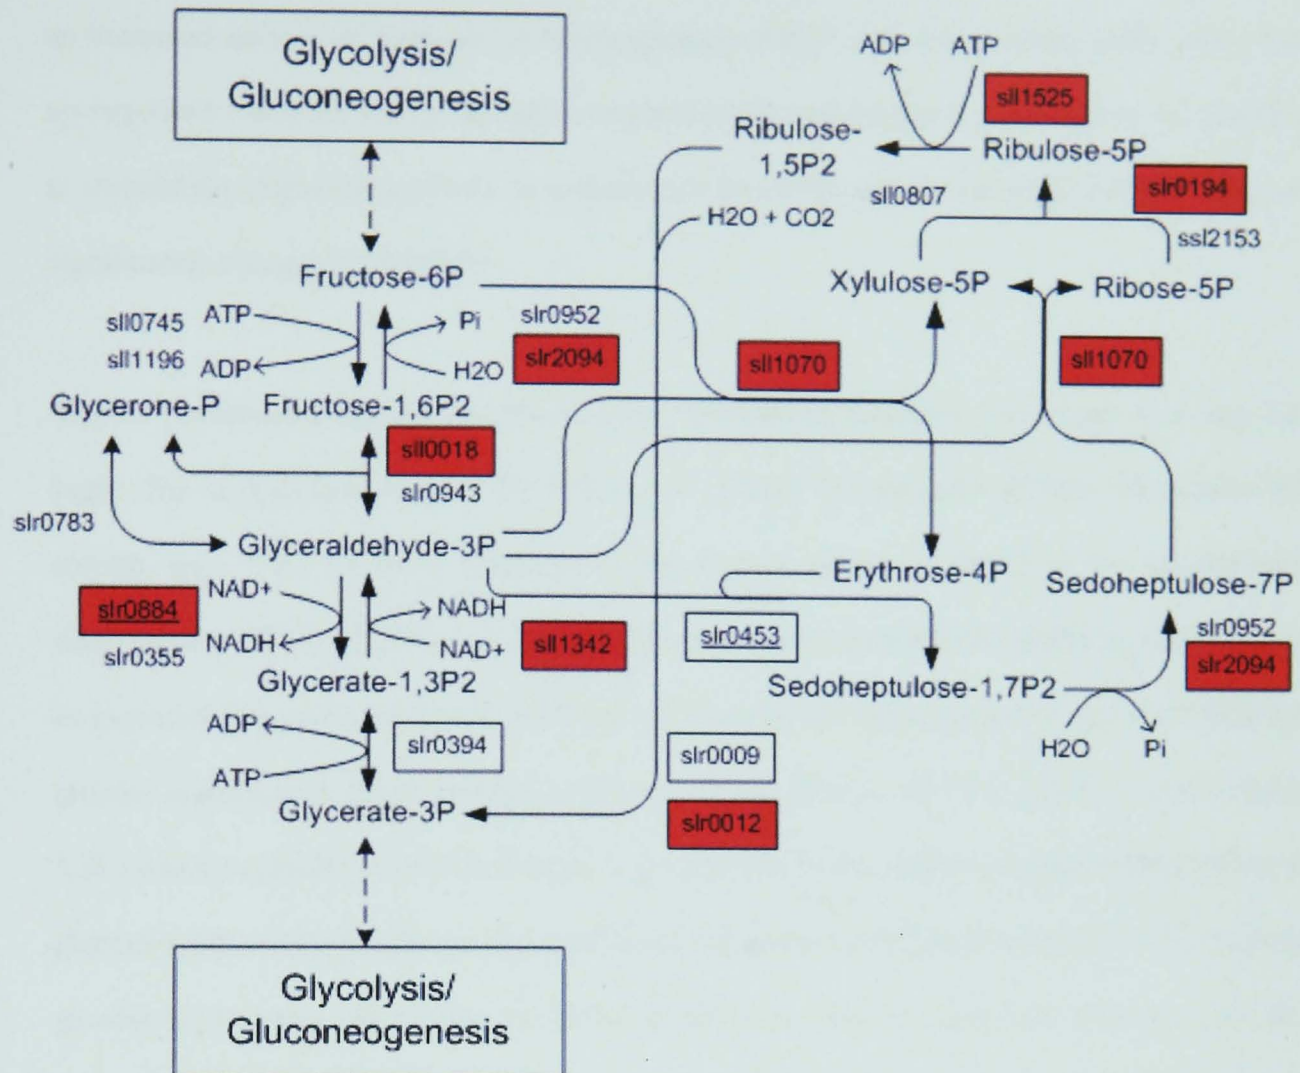 Glycolysis/
Gluconeogenesis
ADP ATP
sll1525
Ribulose-
1,5P2
Ribulose-5P
sll0807
slr0194
H2O + CO2
ssl2153
Fructose-6P
Xylulose-5P
Ribose-5P
sll0745
sll1196
ATP
ADP
Pi
H2O
slr0952
slr2094
sll1070
sll1070
Glycerone-P
Fructose-1,6P2
sll0018
slr0943
slr0783
Glyceraldehyde-3P
Erythrose-4P
Sedoheptulose-7P
slr0884
slr0355
NAD+
NADH
NADH
NAD+
sll1342
slr0453
slr0952
slr2094
Glycerate-1,3P2
Sedoheptulose-1,7P2
H2O
Pi
ADP
ATP
slr0394
slr0009
slr0012
Glycerate-3P
Glycolysis/
Gluconeogenesis